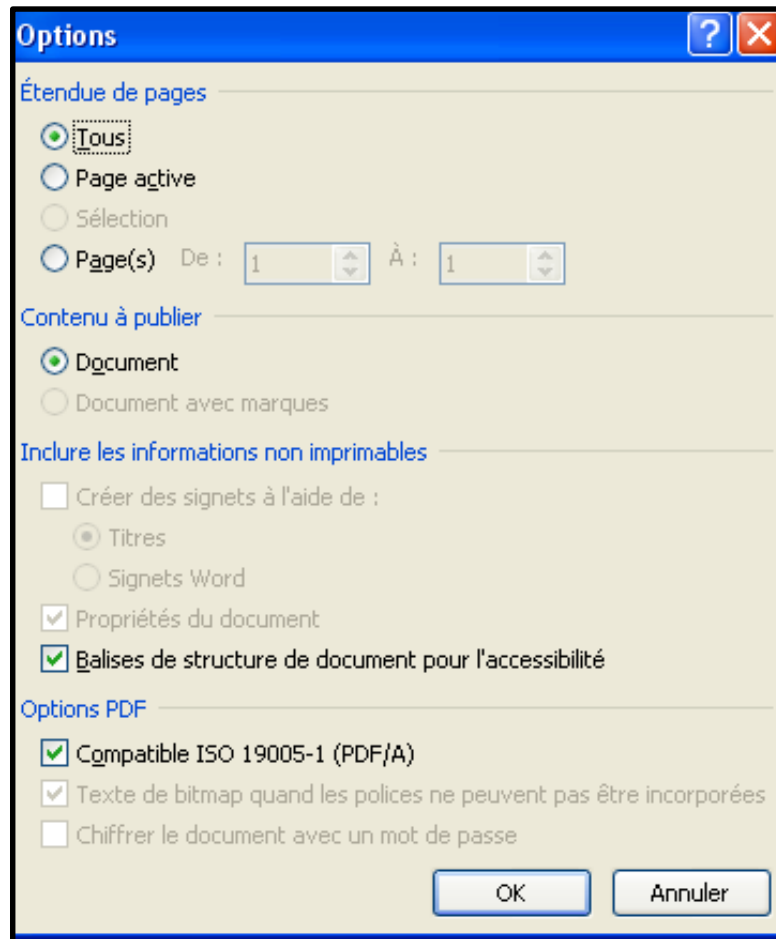 Options
Étendue de pages
Tous
Page active
Sélection
Page(s) De : 1 À : 1
Contenu à publier
Document
Document avec marques
Inclure les informations non imprimables
Créer des signets à l'aide de :
Titres
Signets Word
Propriétés du document
Balises de structure de document pour l'accessibilité
Options PDF
Compatible ISO 19005-1 (PDF/A)
Texte de bitmap quand les polices ne peuvent pas être incorporées
Chiffrer le document avec un mot de passe
OK Annuler